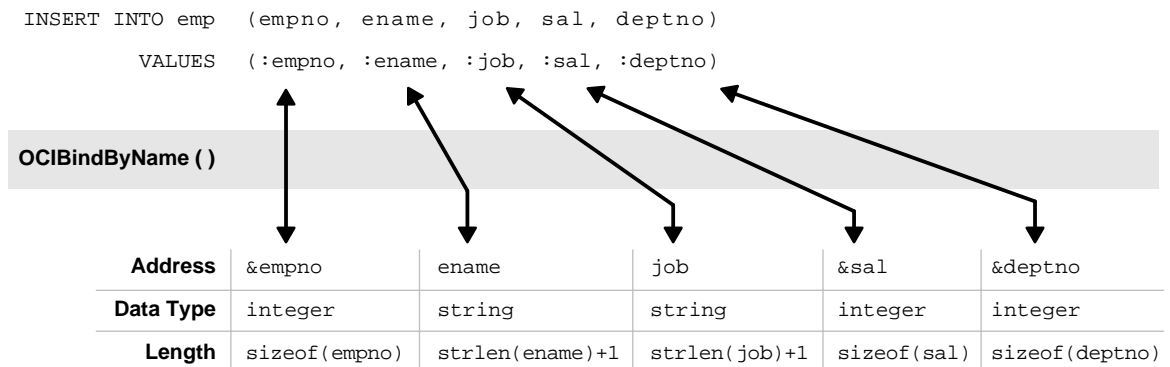 INSERT INTO emp (empno, ename, job, sal, deptno)
VALUES (:empno, :ename, :job, :sal, :deptno)
OCIBindByName ( )
Address &empno ename job &sal &deptno
Data Type integer string string integer integer
Length sizeof(empno) strlen(ename)+1 strlen(job)+1 sizeof(sal) sizeof(deptno)